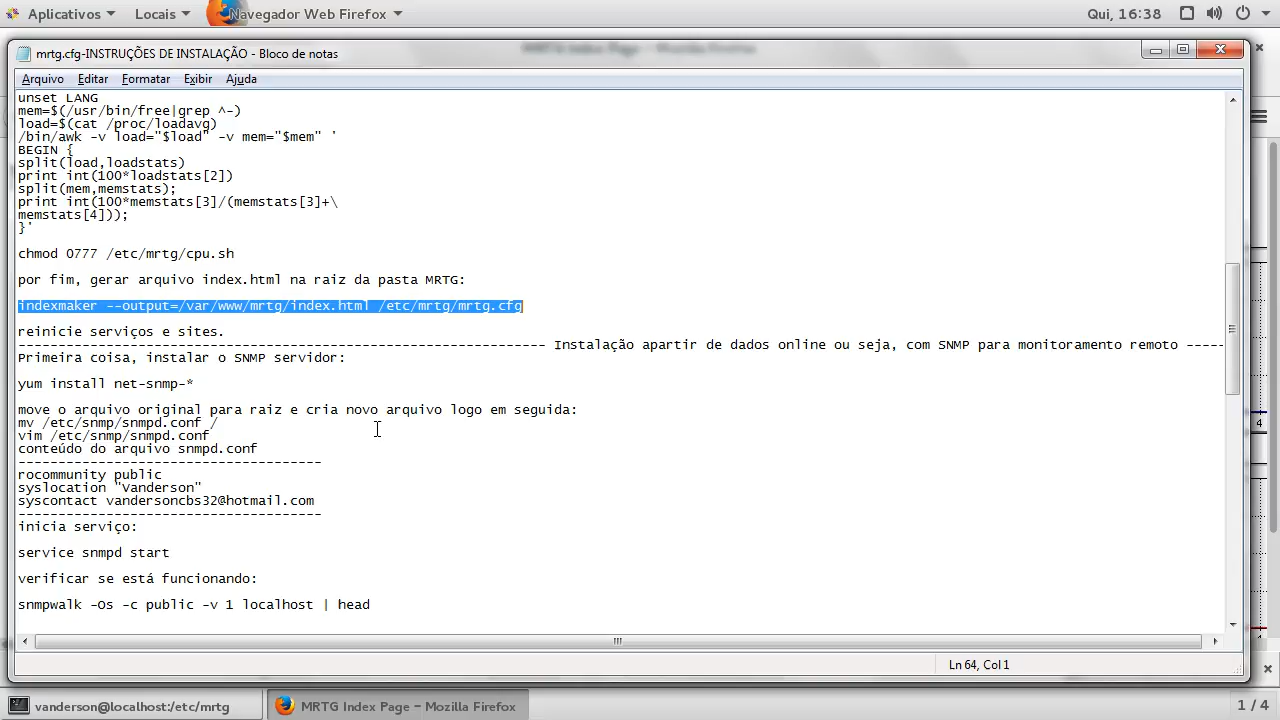 Aplicativos Locais Navegador Web Firefox Qui, 16:38
MRTG Index Page - Mozilla Firefox
mrtg.cfg-INSTRUÇÕES DE INSTALAÇÃO - Bloco de notas
Arquivo Editar Formatar Exibir Ajuda
unset LANG
mem=$(/usr/bin/free|grep ^-)
load=$(cat /proc/loadavg)
/bin/awk -v load="$load" -v mem="$mem" '
BEGIN {
split(load,loadstats)
print int(100*loadstats[2])
split(mem,memstats);
print int(100*memstats[3]/(memstats[3]+\
memstats[4]));
}'
chmod 0777 /etc/mrtg/cpu.sh
por fim, gerar arquivo index.html na raiz da pasta MRTG:
indexmaker --output=/var/www/mrtg/index.html /etc/mrtg/mrtg.cfg
reinicie serviços e sites.
------------------------------------------------------------------ Instalação apartir de dados online ou seja, com SNMP para monitoramento remoto -----
Primeira coisa, instalar o SNMP servidor:
yum install net-snmp-*
move o arquivo original para raiz e cria novo arquivo logo em seguida:
mv /etc/snmp/snmpd.conf /
vim /etc/snmp/snmpd.conf
conteúdo do arquivo snmpd.conf
--------------------------------------
rocommunity public
syslocation "vanderson"
syscontact vandersoncbs32@hotmail.com
--------------------------------------
inicia serviço:
service snmpd start
verificar se está funcionando:
snmpwalk -Os -c public -v 1 localhost | head
Ln 64, Col 1
4
vanderson@localhost:/etc/mrtg MRTG Index Page - Mozilla Firefox 1 / 4